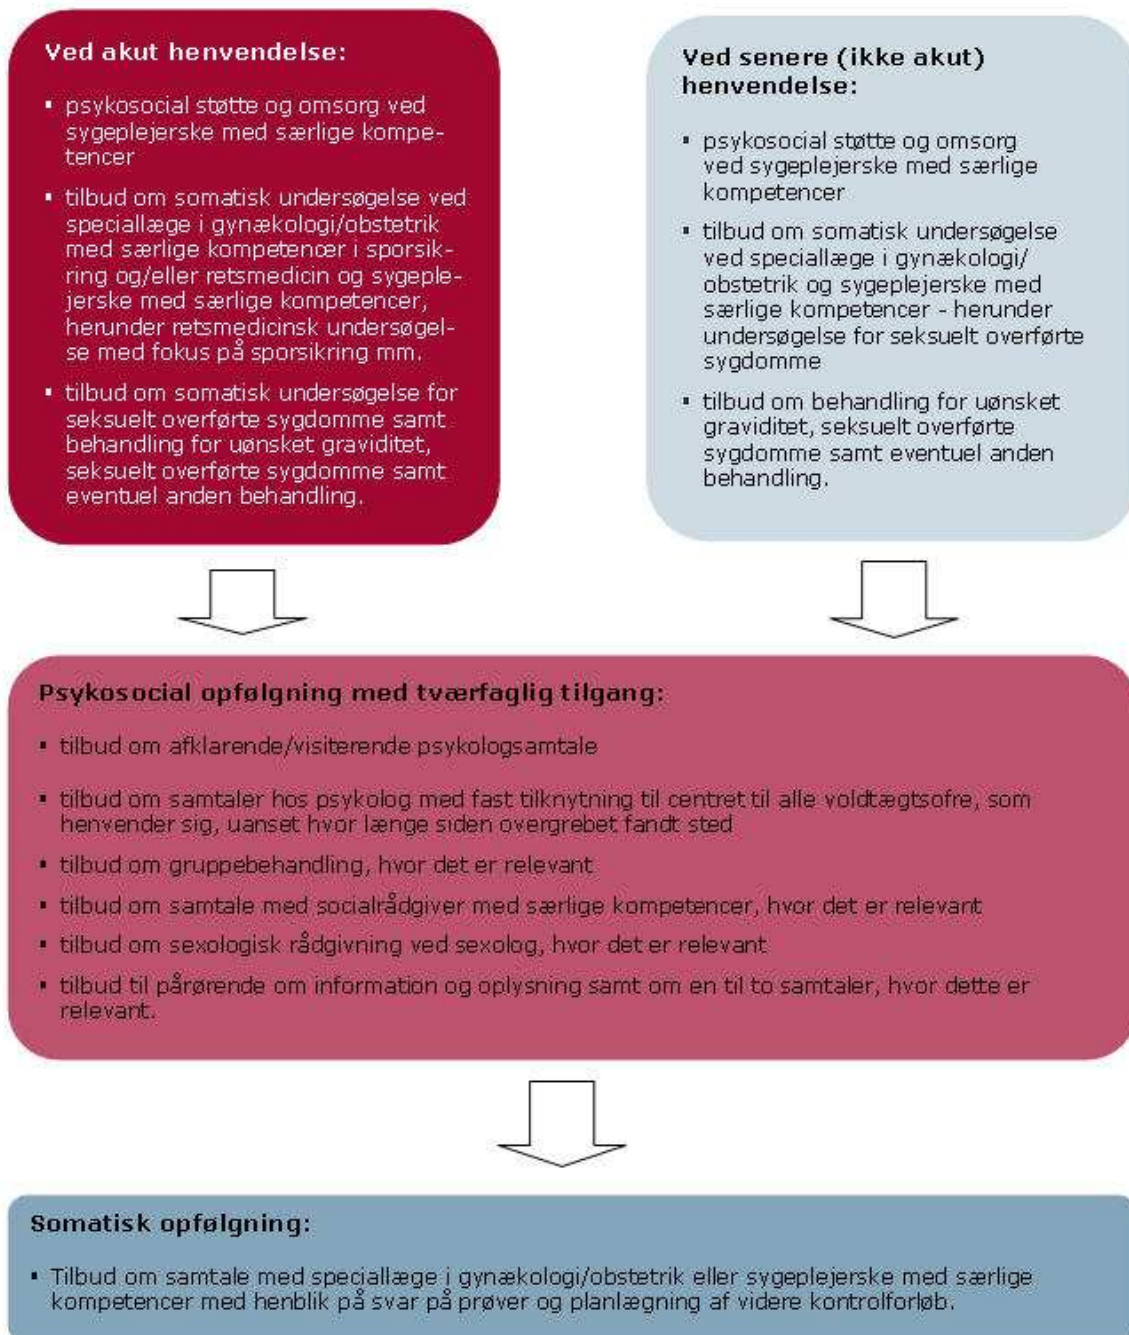 Ved akut henvendelse:
▪ psykosocial støtte og omsorg ved
sygeplejerske med særlige kompe-
tencer
▪ tilbud om somatisk undersøgelse ved
speciallæge i gynækologi/obstetrik
med særlige kompetencer i sporsik-
ring og/eller retsmedicin og sygeple-
jerske med særlige kompetencer,
herunder retsmedicinsk undersøgel-
se med fokus på sporsikring mm.
▪ tilbud om somatisk undersøgelse for
seksuelt overførte sygdomme samt
behandling for uønsket graviditet,
seksuelt overførte sygdomme samt
eventuel anden behandling.
Ved senere (ikke akut)
henvendelse:
▪ psykosocial støtte og omsorg
ved sygeplejerske med særlige
kompetencer
▪ tilbud om somatisk undersøgelse
ved speciallæge i gynækologi/
obstetrik og sygeplejerske med
særlige kompetencer - herunder
undersøgelse for seksuelt overførte
sygdomme
▪ tilbud om behandling for uønsket
graviditet, seksuelt overførte
sygdomme samt eventuel anden
behandling.
Psykosocial opfølgning med tværfaglig tilgang:
▪ tilbud om afklarende/visiterende psykologsamtale
▪ tilbud om samtaler hos psykolog med fast tilknytning til centret til alle voldtægtsofre, som
henvender sig, uanset hvor længe siden overgrebet fandt sted
▪ tilbud om gruppebehandling, hvor det er relevant
▪ tilbud om samtale med socialrådgiver med særlige kompetencer, hvor det er relevant
▪ tilbud om sexologisk rådgivning ved sexolog, hvor det er relevant
▪ tilbud til pårørende om information og oplysning samt om en til to samtaler, hvor dette er
relevant.
Somatisk opfølgning:
▪ Tilbud om samtale med speciallæge i gynækologi/obstetrik eller sygeplejerske med særlige
kompetencer med henblik på svar på prøver og planlægning af videre kontrolforløb.